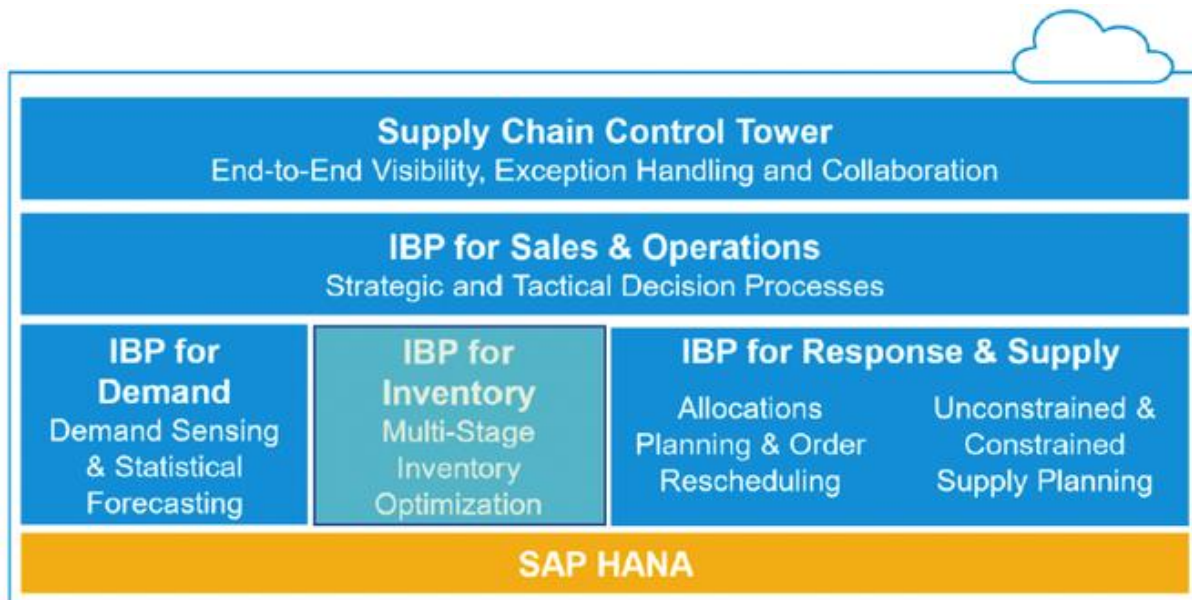 Supply Chain Control Tower
End-to-End Visibility, Exception Handling and Collaboration
IBP for Sales & Operations
Strategic and Tactical Decision Processes
IBP for
Demand
Demand Sensing
& Statistical
Forecasting
IBP for
Inventory
Multi-Stage
Inventory
Optimization
IBP for Response & Supply
Allocations
Planning & Order
Rescheduling
Unconstrained &
Constrained
Supply Planning
SAP HANA